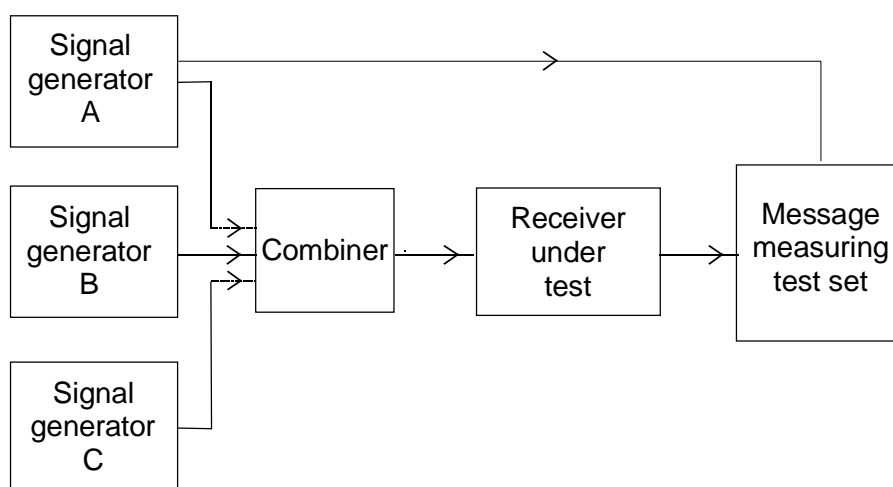 Signal
generator
A
Signal
generator
B
Signal
generator
C
Combiner
Receiver
under
test
Message
measuring
test set